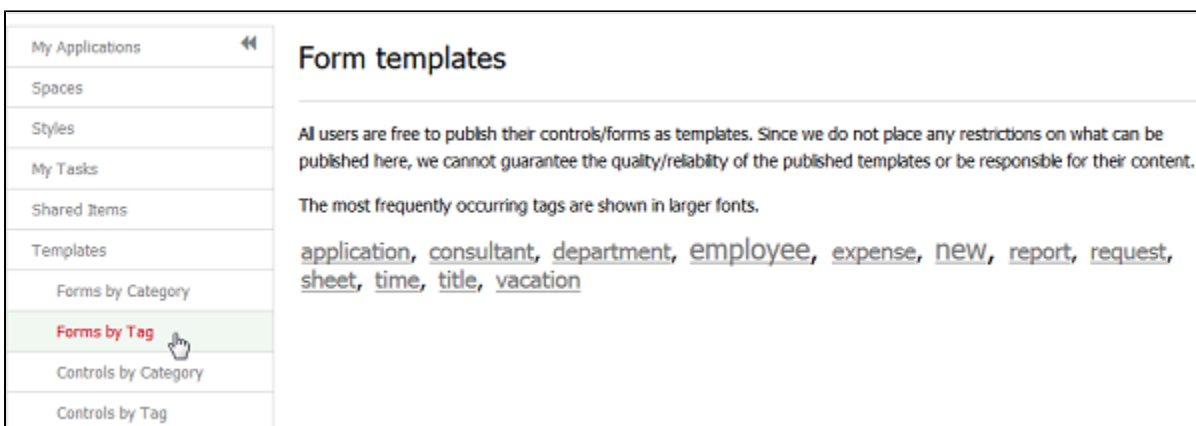 My Applications
Spaces
Styles
My Tasks
Shared Items
Templates
Forms by Category
Forms by Tag
Controls by Category
Controls by Tag
Form templates
All users are free to publish their controls/forms as templates. Since we do not place any restrictions on what can be
published here, we cannot guarantee the quality/reliability of the published templates or be responsible for their content.
The most frequently occurring tags are shown in larger fonts.
application, consultant, department, employee, expense, new, report, request,
sheet, time, title, vacation